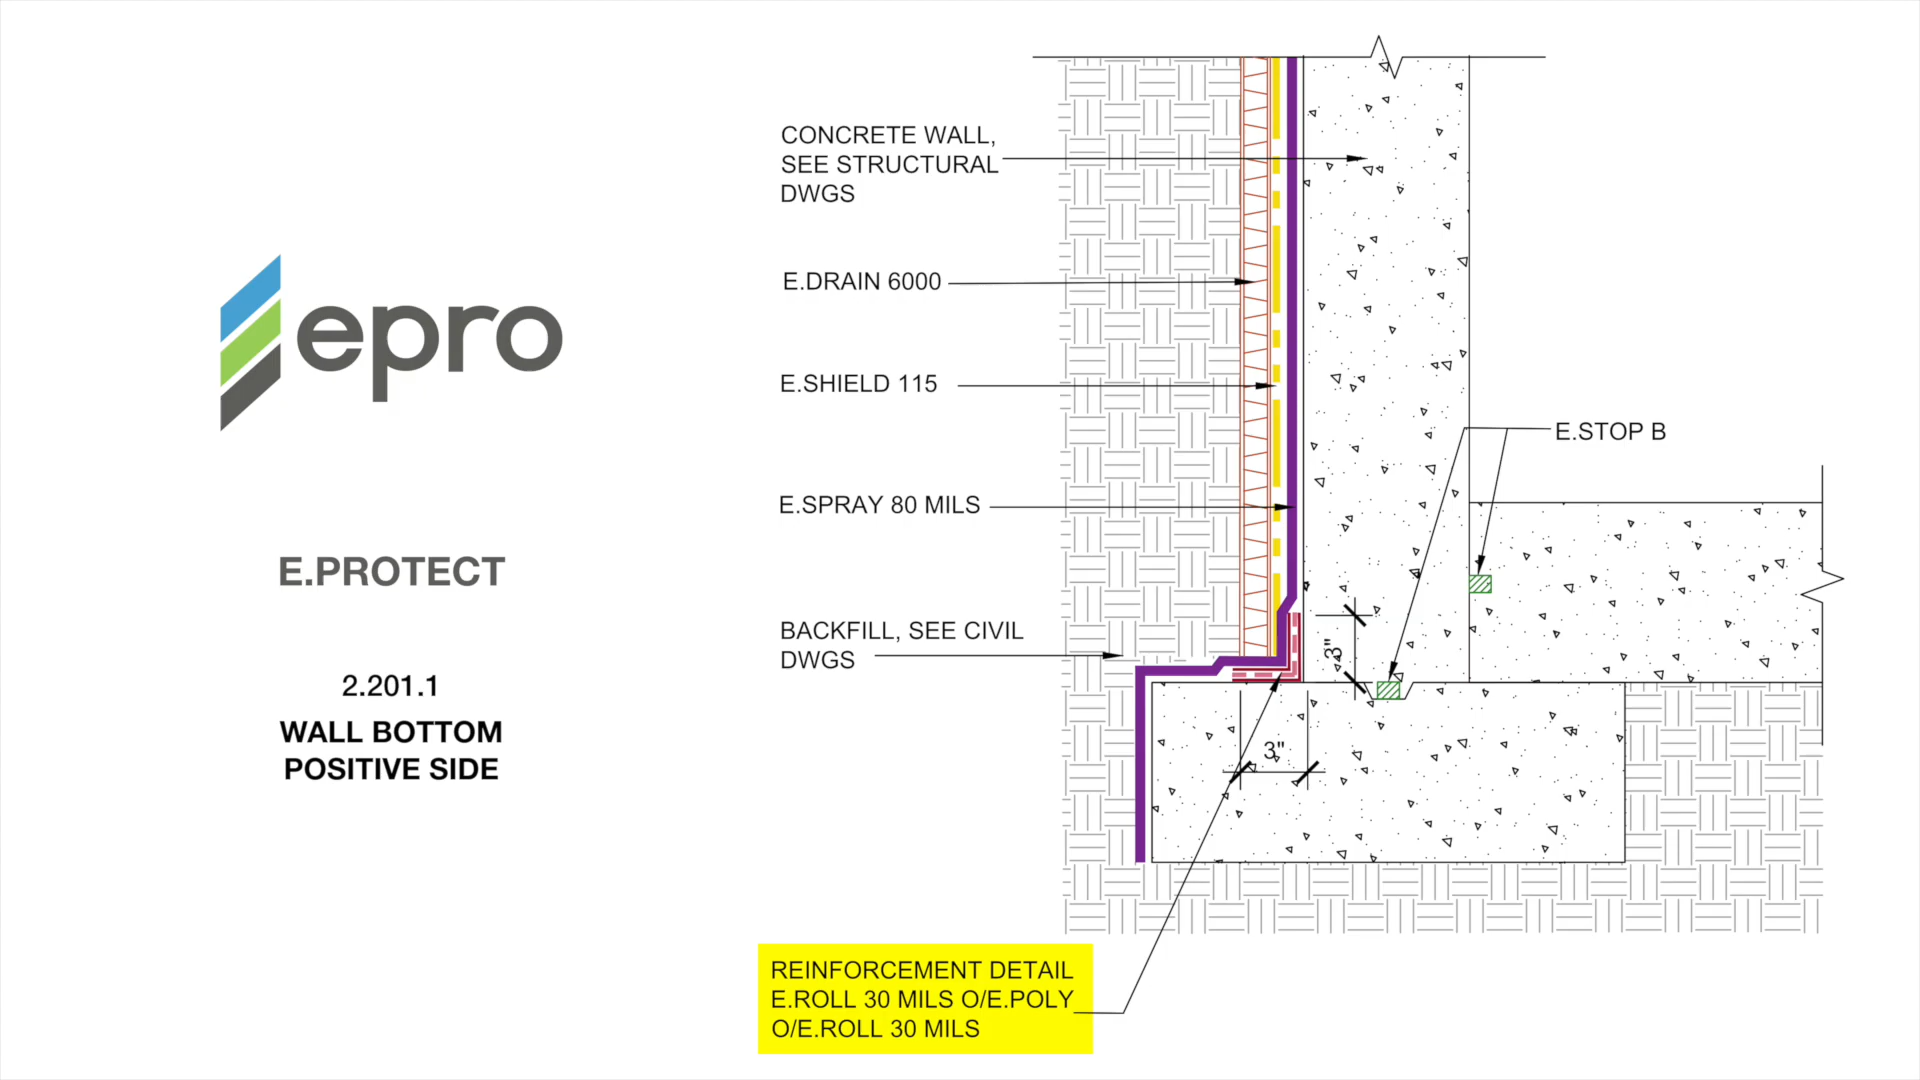 epro
E.PROTECT
2.201.1
WALL BOTTOM
POSITIVE SIDE
CONCRETE WALL,
SEE STRUCTURAL
DWGS
E.DRAIN 6000
E.SHIELD 115
E.STOP B
E.SPRAY 80 MILS
BACKFILL, SEE CIVIL
DWGS
3"
3"
REINFORCEMENT DETAIL
E.ROLL 30 MILS O/E.POLY
O/E.ROLL 30 MILS